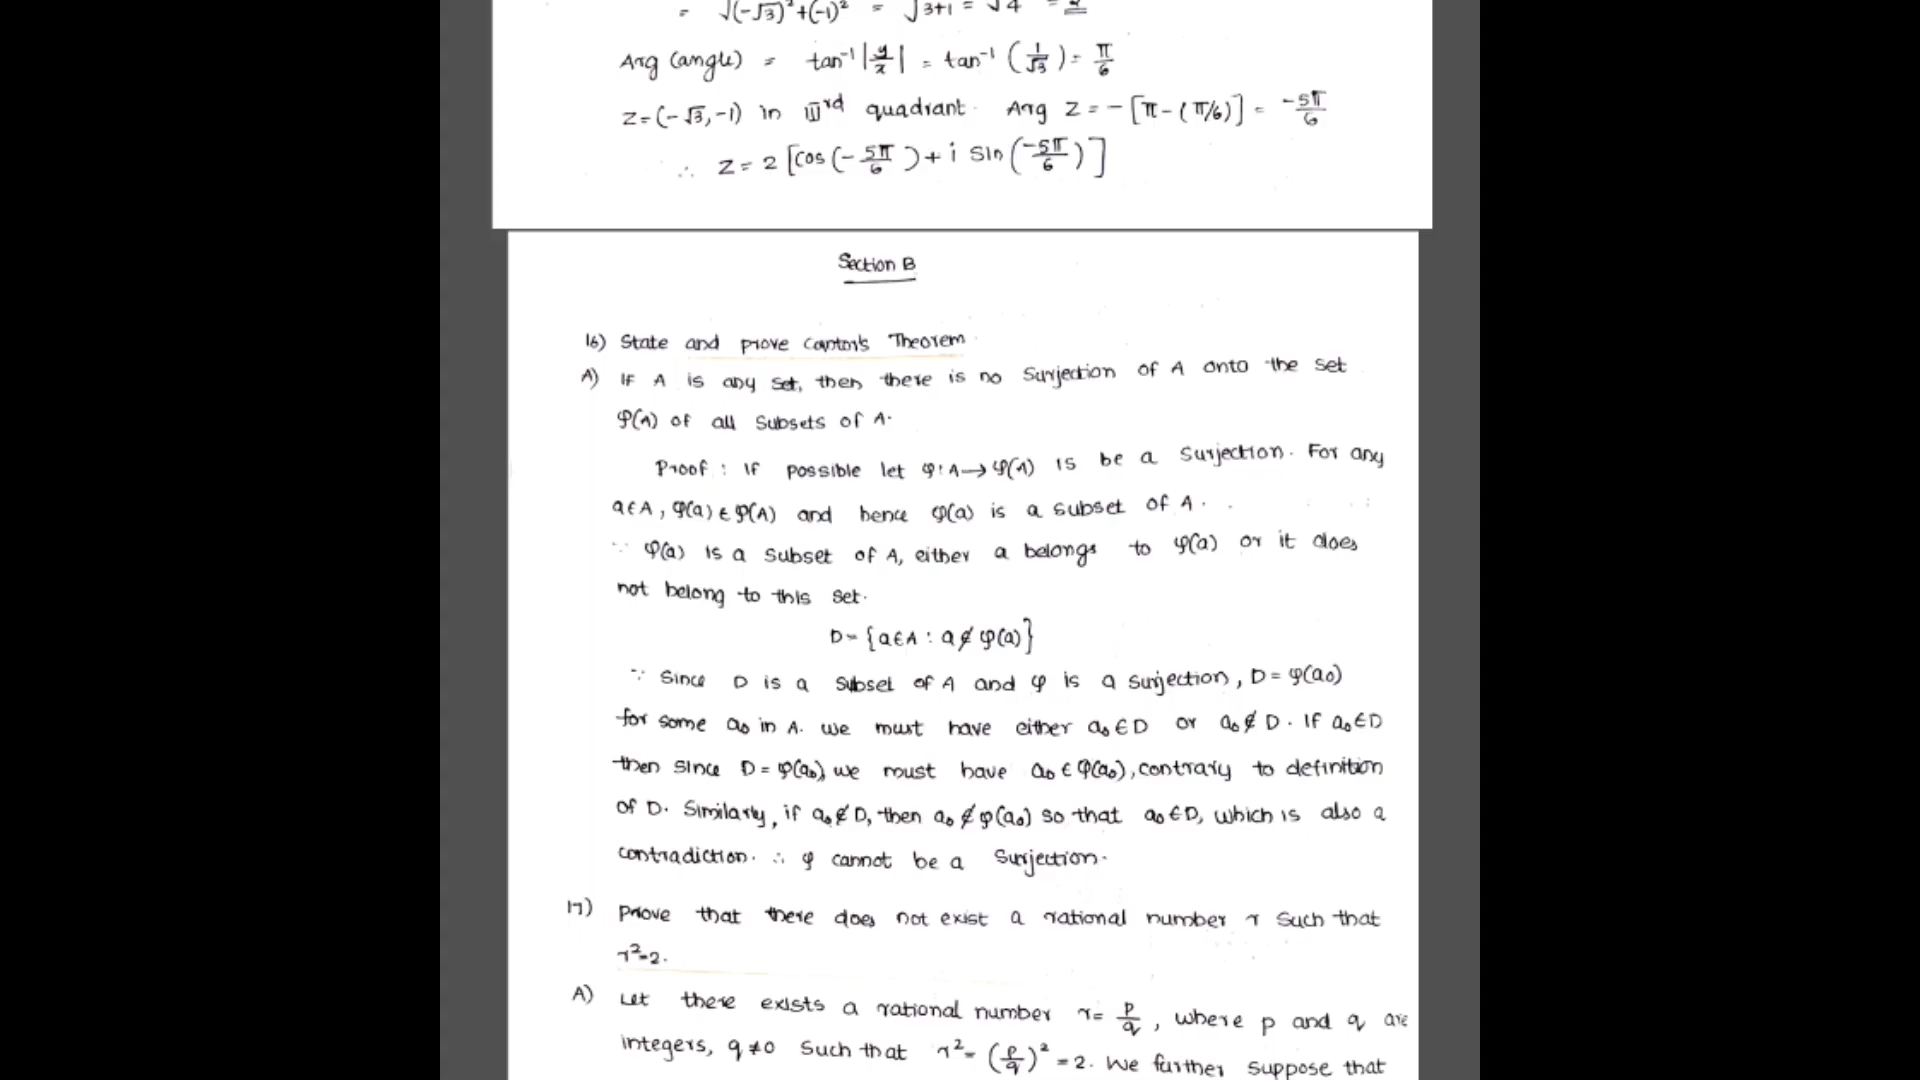 = √(-√3)²+(-1)² = √3+1 = √4 = 2
Arg (angle) = tan⁻¹ |y/x| = tan⁻¹ (1/√3) = π/6
Z=(-√3,-1) in IIIrd quadrant. Arg Z = -[π-(π/6)] = -5π/6
∴ Z = 2 [cos(-5π/6) + i sin(-5π/6)]
Section B
16) State and prove Cantor's Theorem
A) If A is any set, then there is no Surjection of A onto the set
φ(A) of all Subsets of A.
Proof : If possible let φ: A→φ(A) is be a Surjection. For any
a∈A, φ(a) ∈ φ(A) and hence φ(a) is a subset of A.
∵ φ(a) is a subset of A, either a belongs to φ(a) or it does
not belong to this set.
D = {a∈A : a∉φ(a)}
∵ Since D is a subset of A and φ is a surjection, D = φ(a₀)
for some a₀ in A. we must have either a₀∈D or a₀∉D. If a₀∈D
then since D = φ(a₀), we must have a₀ ∈ φ(a₀), contrary to definition
of D. Similarly, if a₀∉D, then a₀∉φ(a₀) so that a₀∈D, which is also a
contradiction. ∴ φ cannot be a Surjection.
17) Prove that there does not exist a rational number r such that
r²=2.
A) Let there exists a rational number r = p/q, where p and q are
integers, q≠0 such that r² = (p/q)² = 2. We further suppose that